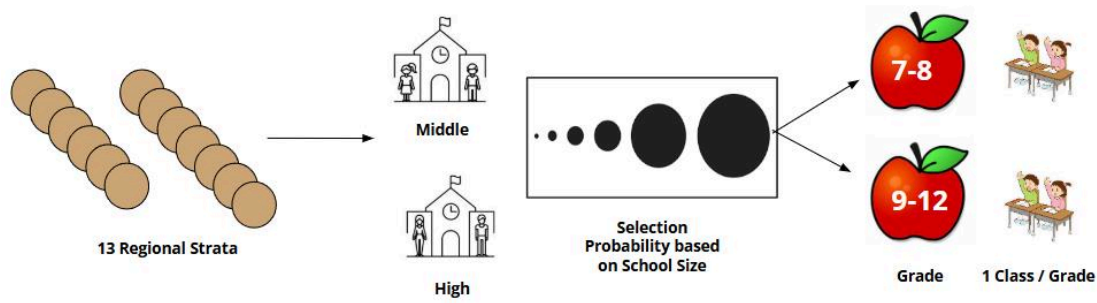 13 Regional Strata
Middle
High
Selection
Probability based
on School Size
7-8
9-12
Grade
1 Class / Grade